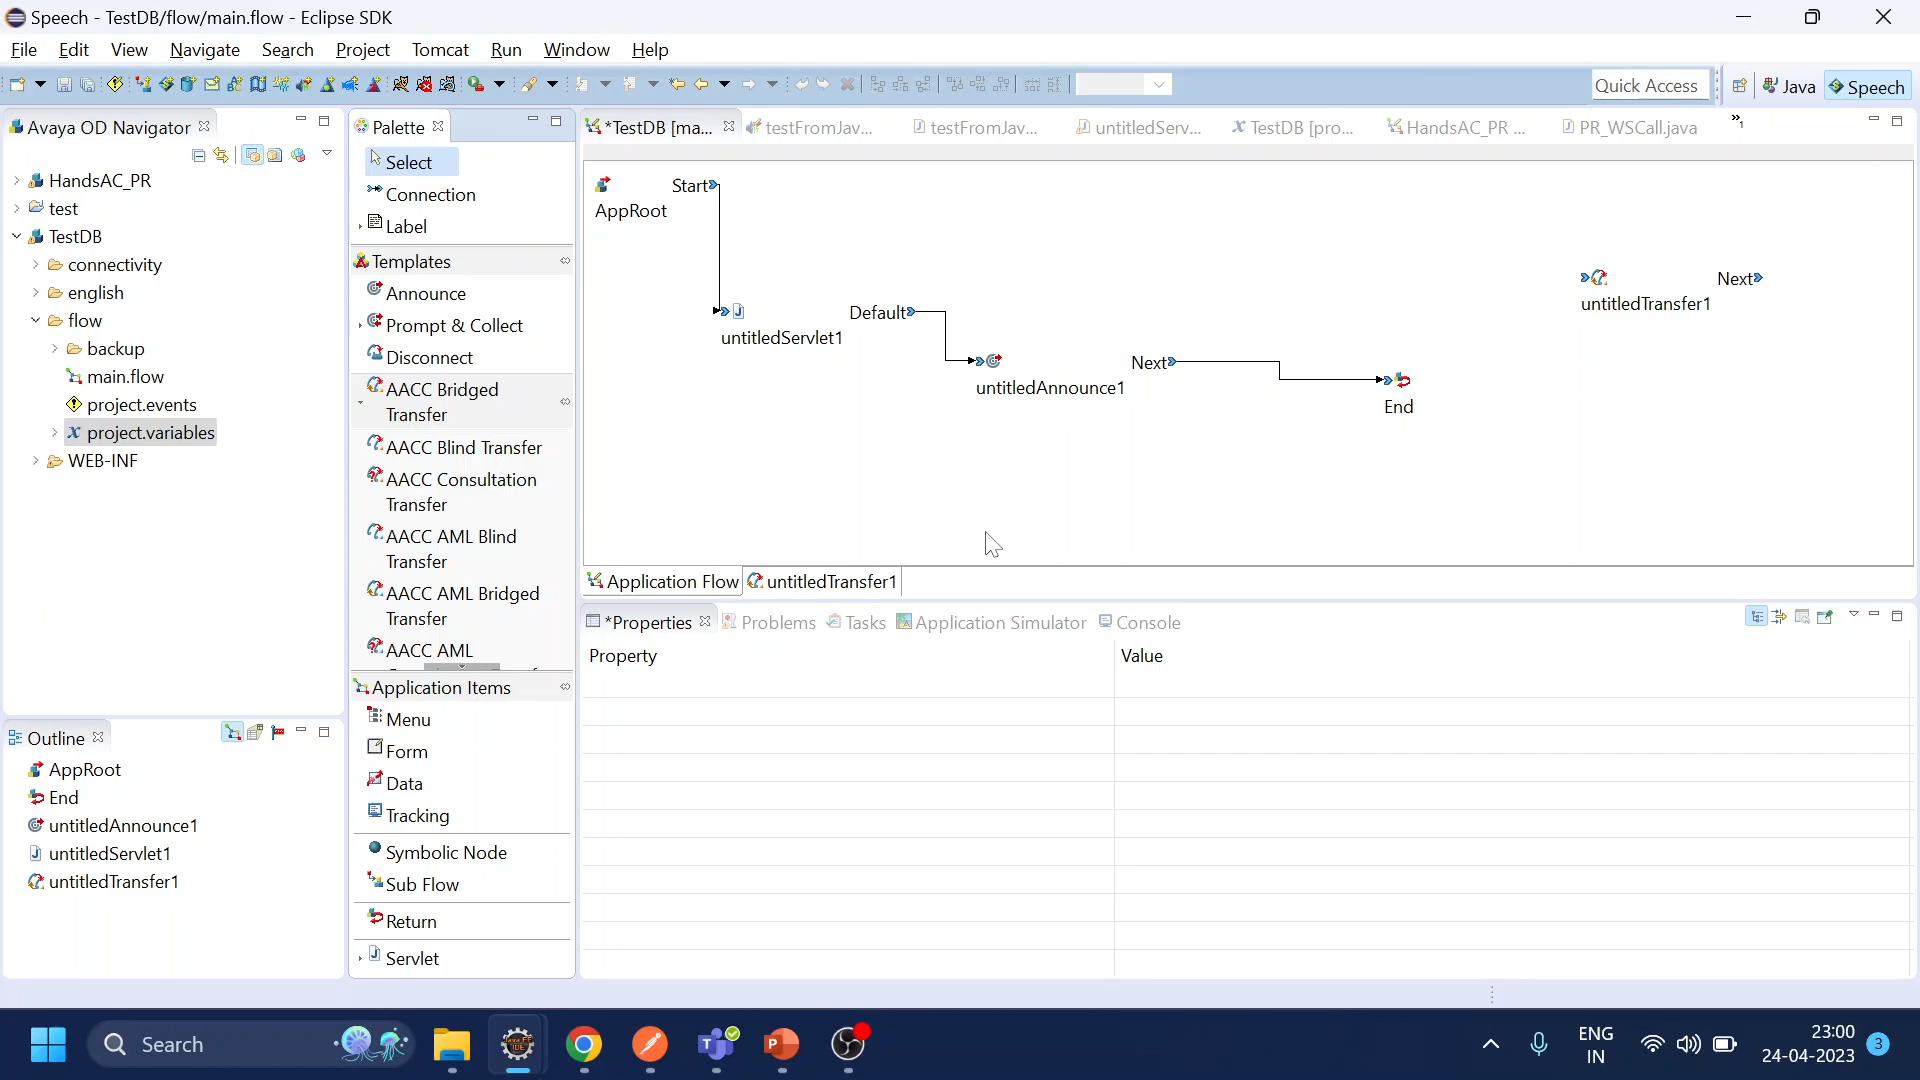 Speech - TestDB/flow/main.flow - Eclipse SDK
File Edit View Navigate Search Project Tomcat Run Window Help
Quick Access Java Speech
Avaya OD Navigator
HandsAC_PR
test
TestDB
connectivity
english
flow
backup
main.flow
project.events
project.variables
WEB-INF
Outline
AppRoot
End
untitledAnnounce1
untitledServlet1
untitledTransfer1
Palette
Select
Connection
Label
Templates
Announce
Prompt & Collect
Disconnect
AACC Bridged
Transfer
AACC Blind Transfer
AACC Consultation
Transfer
AACC AML Blind
Transfer
AACC AML Bridged
Transfer
AACC AML
Application Items
Menu
Form
Data
Tracking
Symbolic Node
Sub Flow
Return
Servlet
*TestDB [ma... testFromJav... testFromJav... untitledServ... TestDB [pro... HandsAC_PR ... PR_WSCall.java »1
Start
AppRoot
Default
untitledServlet1
Next
untitledAnnounce1
End
Next
untitledTransfer1
Application Flow untitledTransfer1
*Properties Problems Tasks Application Simulator Console
Property Value
Search
ENG
IN
23:00
24-04-2023
3